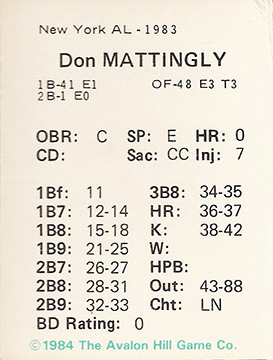 New York AL - 1983
Don MATTINGLY
1B-41 E1 OF-48 E3 T3
2B-1 E0
OBR: C SP: E HR: 0
CD: Sac: CC Inj: 7
1Bf: 11 3B8: 34-35
1B7: 12-14 HR: 36-37
1B8: 15-18 K: 38-42
1B9: 21-25 W:
2B7: 26-27 HPB:
2B8: 28-31 Out: 43-88
2B9: 32-33 Cht: LN
BD Rating: 0
©1984 The Avalon Hill Game Co.